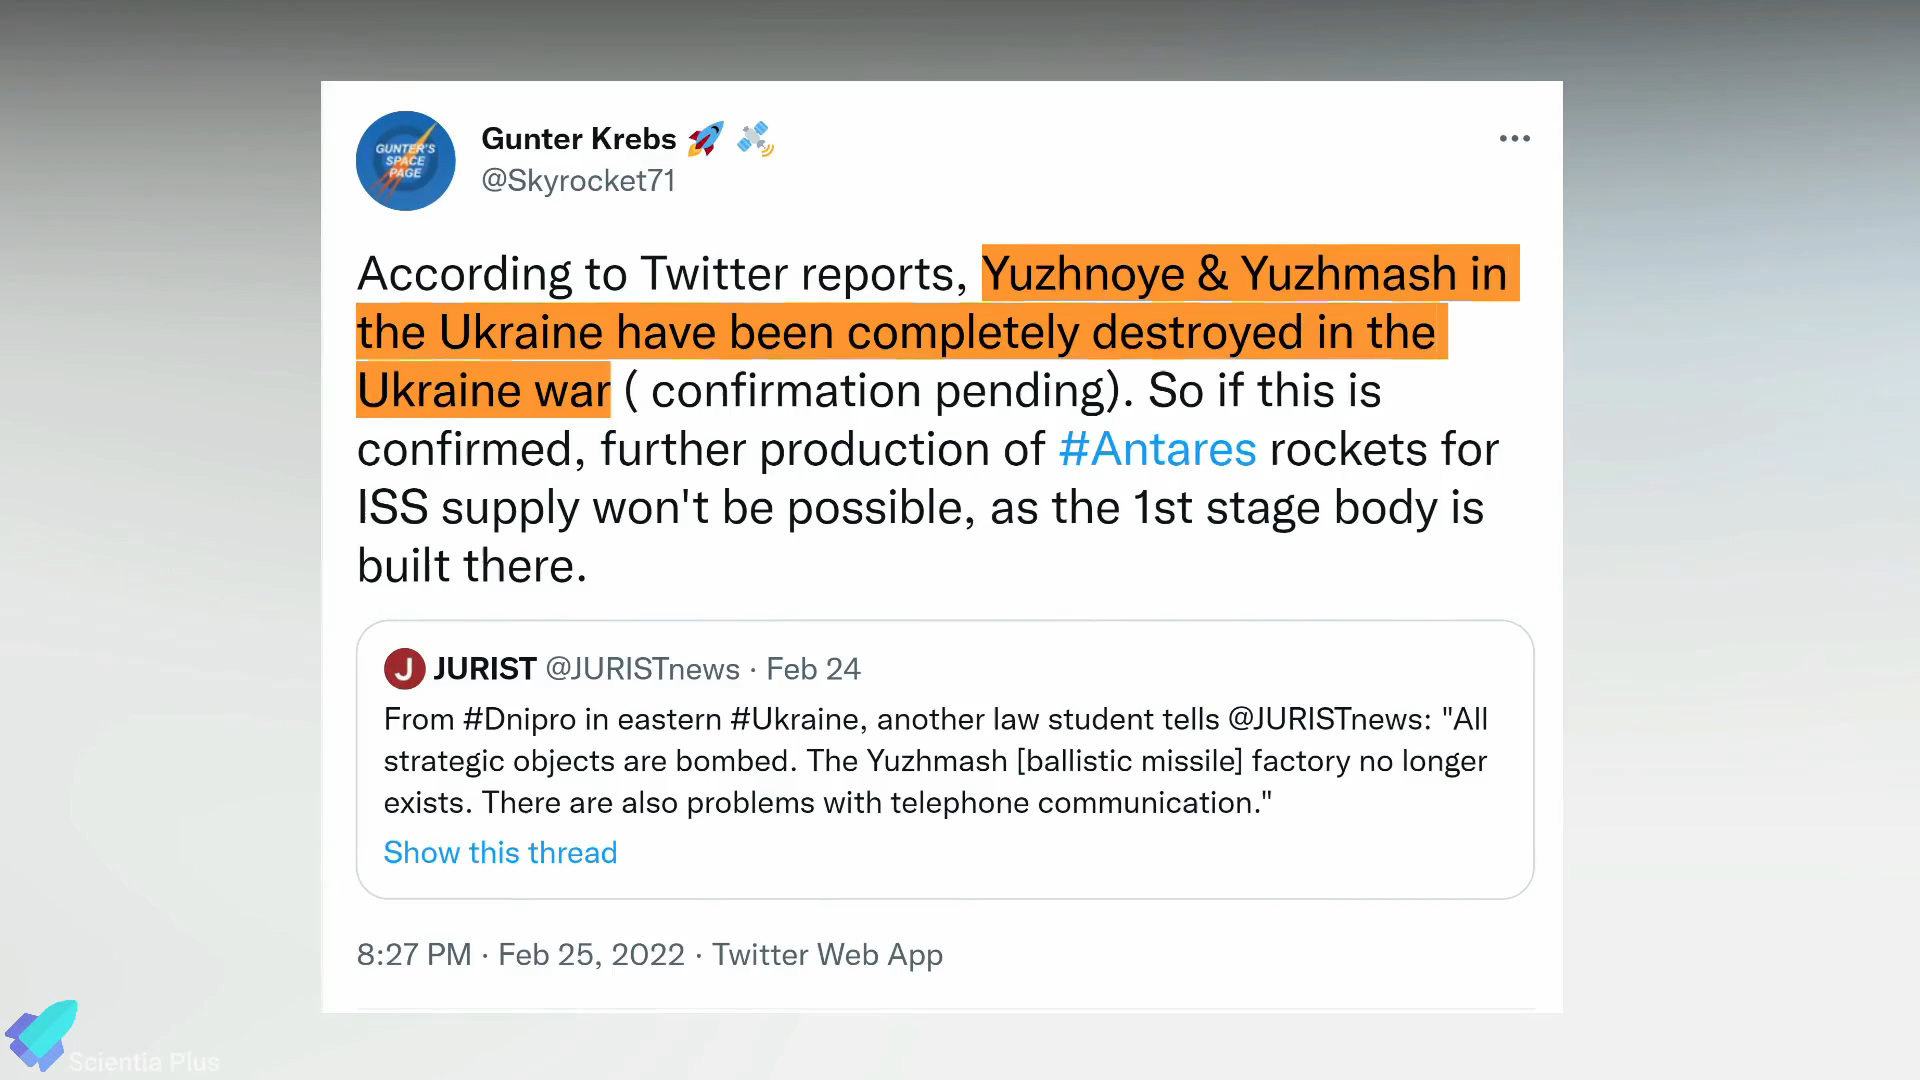 GUNTER'S
SPACE
PAGE
Gunter Krebs 🚀 🛰️
@Skyrocket71
According to Twitter reports, Yuzhnoye & Yuzhmash in
the Ukraine have been completely destroyed in the
Ukraine war ( confirmation pending). So if this is
confirmed, further production of #Antares rockets for
ISS supply won't be possible, as the 1st stage body is
built there.
J JURIST @JURISTnews · Feb 24
From #Dnipro in eastern #Ukraine, another law student tells @JURISTnews: "All
strategic objects are bombed. The Yuzhmash [ballistic missile] factory no longer
exists. There are also problems with telephone communication."
Show this thread
8:27 PM · Feb 25, 2022 · Twitter Web App
Scientia Plus